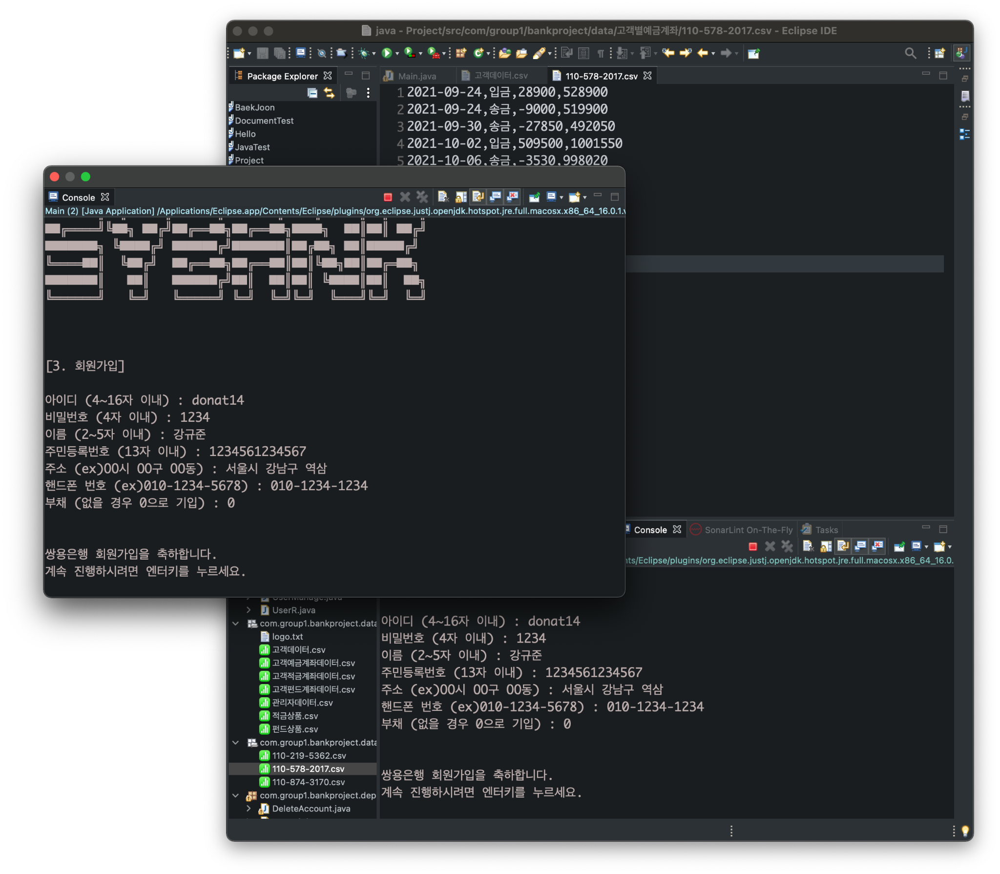 java - Project/src/com/group1/bankproject/data/고객별예금계좌/110-578-2017.csv - Eclipse IDE
Package Explorer
Main.java
고객데이터.csv
110-578-2017.csv
BaekJoon
DocumentTest
Hello
JavaTest
Project
1 2021-09-24,입금,28900,528900
2 2021-09-24,송금,-9000,519900
3 2021-09-30,송금,-27850,492050
4 2021-10-02,입금,509500,1001550
5 2021-10-06,송금,-3530,998020
Console
Main (2) [Java Application] /Applications/Eclipse.app/Contents/Eclipse/plugins/org.eclipse.justj.openjdk.hotspot.jre.full.macosx.x86_64_16.0.1.v
SYBANK
[3. 회원가입]
아이디 (4~16자 이내) : donat14
비밀번호 (4자 이내) : 1234
이름 (2~5자 이내) : 강규준
주민등록번호 (13자 이내) : 1234561234567
주소 (ex)00시 00구 00동) : 서울시 강남구 역삼
핸드폰 번호 (ex)010-1234-5678) : 010-1234-1234
부채 (없을 경우 0으로 기입) : 0
쌍용은행 회원가입을 축하합니다.
계속 진행하시려면 엔터키를 누르세요.
UserManage.java
UserR.java
com.group1.bankproject.data
logo.txt
고객데이터.csv
고객예금계좌데이터.csv
고객적금계좌데이터.csv
고객펀드계좌데이터.csv
관리자데이터.csv
적금상품.csv
펀드상품.csv
com.group1.bankproject.data
110-219-5362.csv
110-578-2017.csv
110-874-3170.csv
com.group1.bankproject.dep
DeleteAccount.java
Console
SonarLint On-The-Fly
Tasks
nts/Eclipse/plugins/org.eclipse.justj.openjdk.hotspot.jre.full.macosx.x86_64_16.0.
아이디 (4~16자 이내) : donat14
비밀번호 (4자 이내) : 1234
이름 (2~5자 이내) : 강규준
주민등록번호 (13자 이내) : 1234561234567
주소 (ex)00시 00구 00동) : 서울시 강남구 역삼
핸드폰 번호 (ex)010-1234-5678) : 010-1234-1234
부채 (없을 경우 0으로 기입) : 0
쌍용은행 회원가입을 축하합니다.
계속 진행하시려면 엔터키를 누르세요.